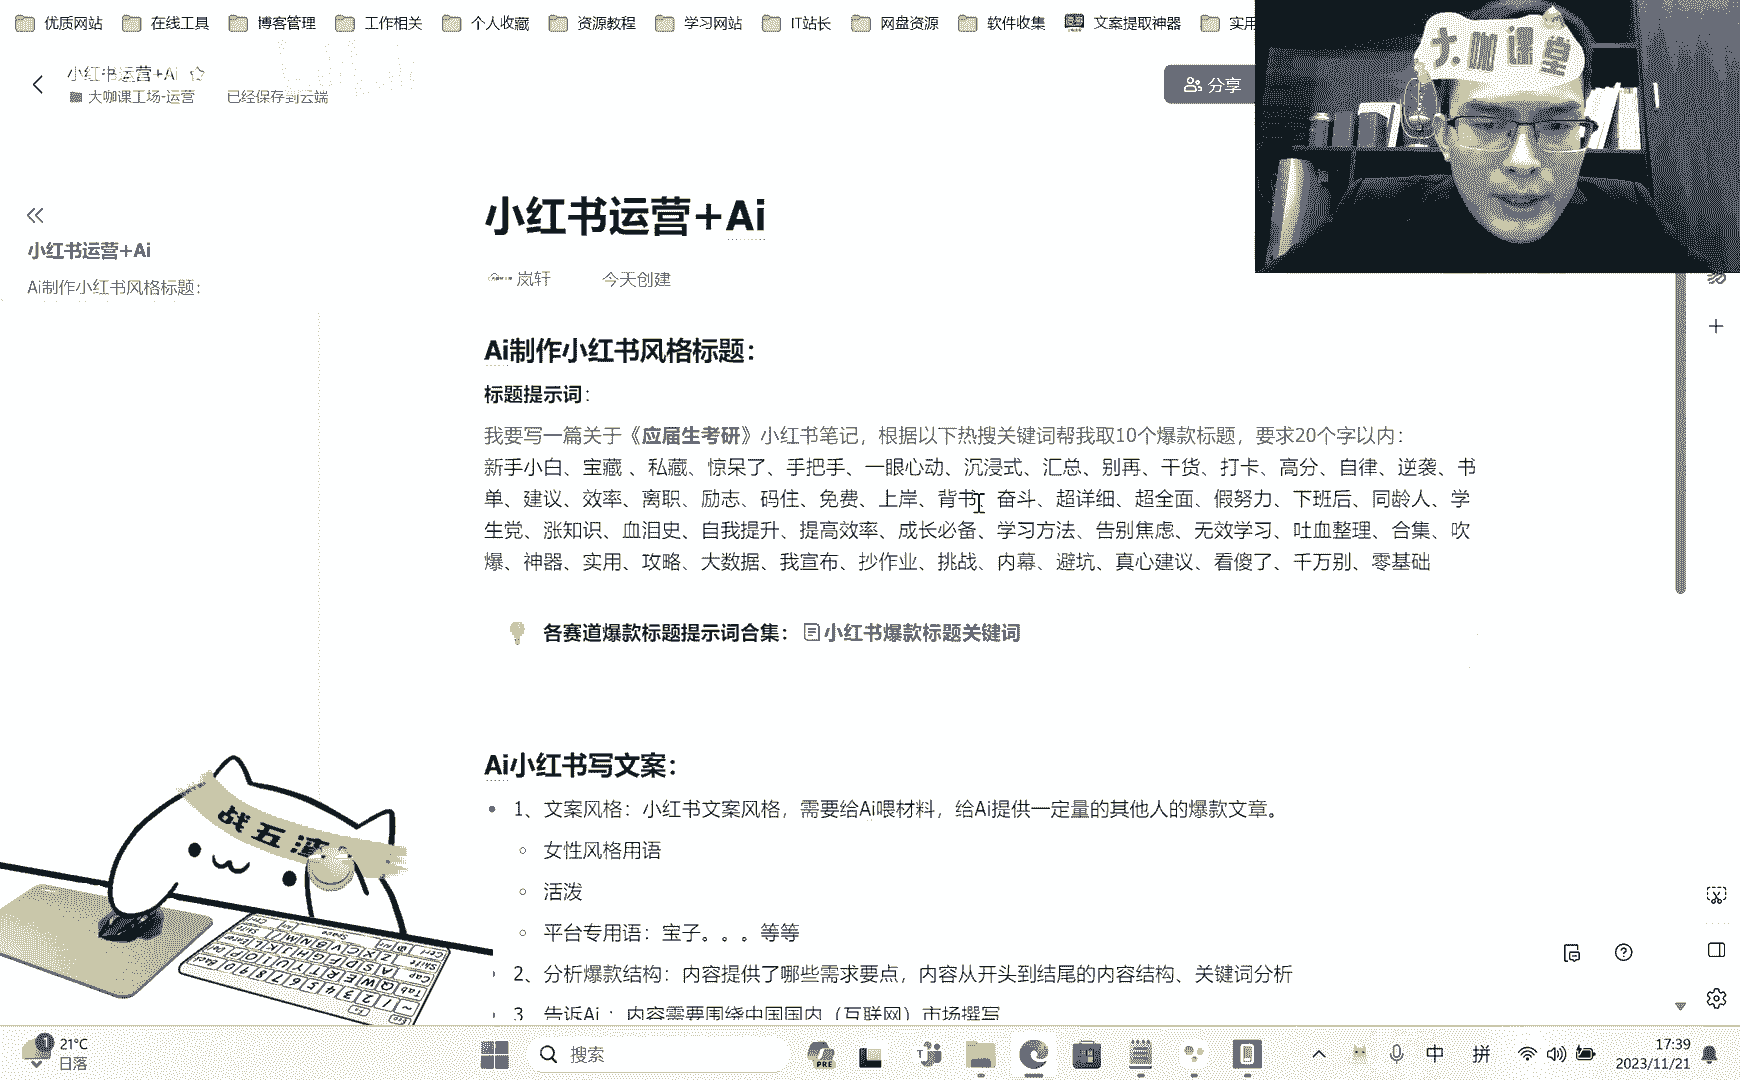 优质网站 在线工具 博客管理 工作相关 个人收藏 资源教程 学习网站 IT站长 网盘资源 软件收集 文案提取神器 实用
小红书运营+Ai
大咖课工场-运营 已经保存到云端
分享
大咖课堂
小红书运营+Ai
Ai制作小红书风格标题：
小红书运营+Ai
岚轩 今天创建
Ai制作小红书风格标题：
标题提示词：
我要写一篇关于《应届生考研》小红书笔记，根据以下热搜关键词帮我取10个爆款标题，要求20个字以内：
新手小白、宝藏 、私藏、惊呆了、手把手、一眼心动、沉浸式、汇总、别再、干货、打卡、高分、自律、逆袭、书
单、建议、效率、离职、励志、码住、免费、上岸、背书、奋斗、超详细、超全面、假努力、下班后、同龄人、学
生党、涨知识、血泪史、自我提升、提高效率、成长必备、学习方法、告别焦虑、无效学习、吐血整理、合集、吹
爆、神器、实用、攻略、大数据、我宣布、抄作业、挑战、内幕、避坑、真心建议、看傻了、千万别、零基础
各赛道爆款标题提示词合集： 小红书爆款标题关键词
Ai小红书写文案：
1、文案风格：小红书文案风格，需要给Ai喂材料，给Ai提供一定量的其他人的爆款文章。
女性风格用语
活泼
平台专用语：宝子。。。等等
2、分析爆款结构：内容提供了哪些需求要点，内容从开头到结尾的内容结构、关键词分析
3 告诉Ai： 内容需要围绕中国国内（互联网）市场撰写
战五渣
1
21°C
日落
搜索
PRE
中 拼
17:39
2023/11/21